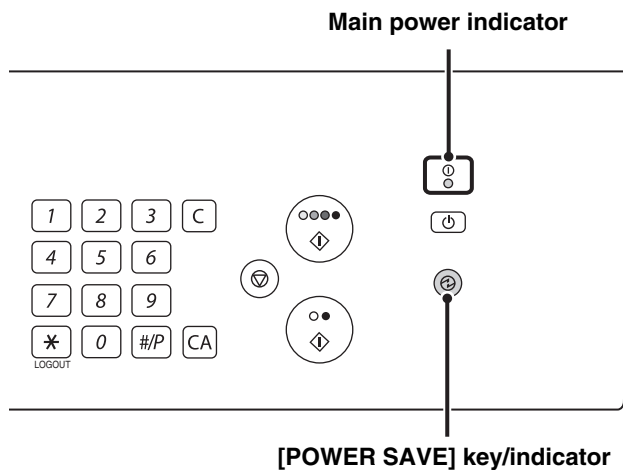 Main power indicator
1 2 3 C
4 5 6
7 8 9
* 0 #/P CA
LOGOUT
[POWER SAVE] key/indicator